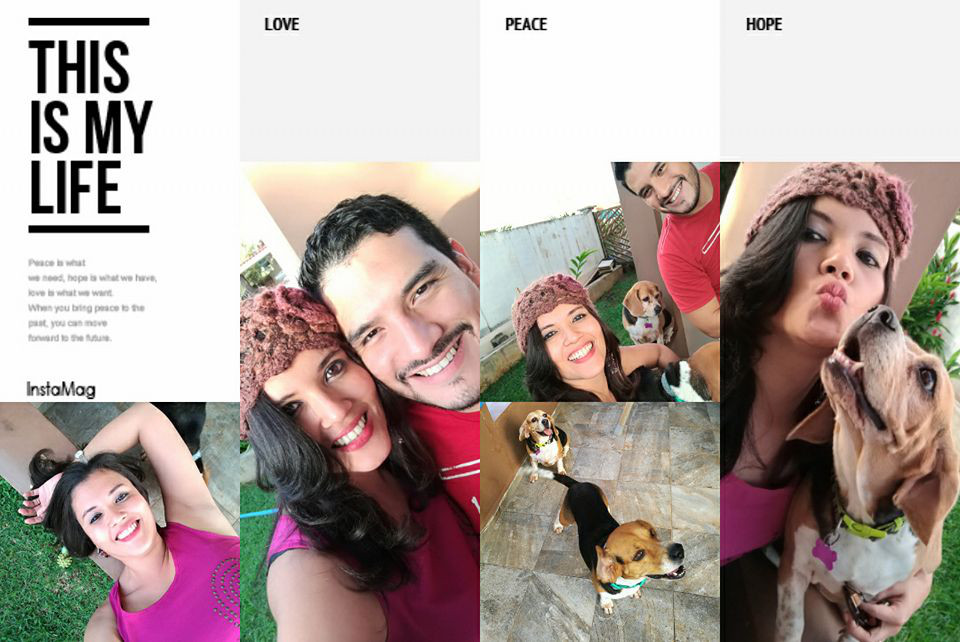 THIS
IS MY
LIFE
Peace is what
we need, hope is what we have,
love is what we want.
When you bring peace to the
past, you can move
forward to the future.
InstaMag
LOVE
PEACE
HOPE